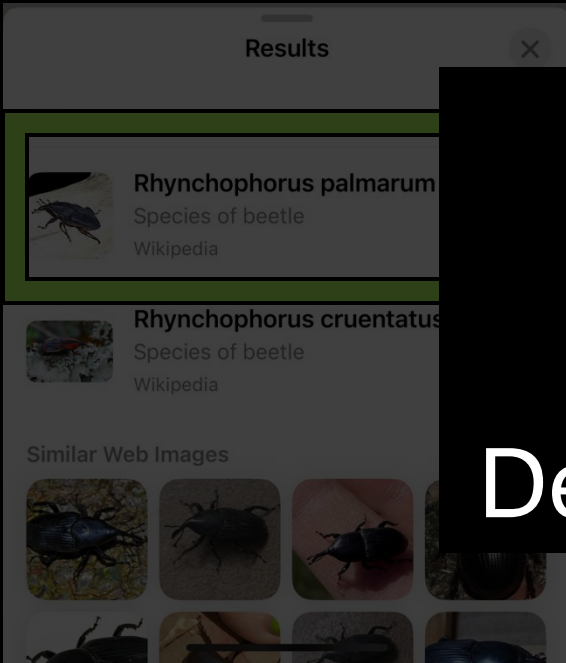 Results
Rhynchophorus palmarum
Species of beetle
Wikipedia
Rhynchophorus cruentatus
Species of beetle
Wikipedia
De
Similar Web Images